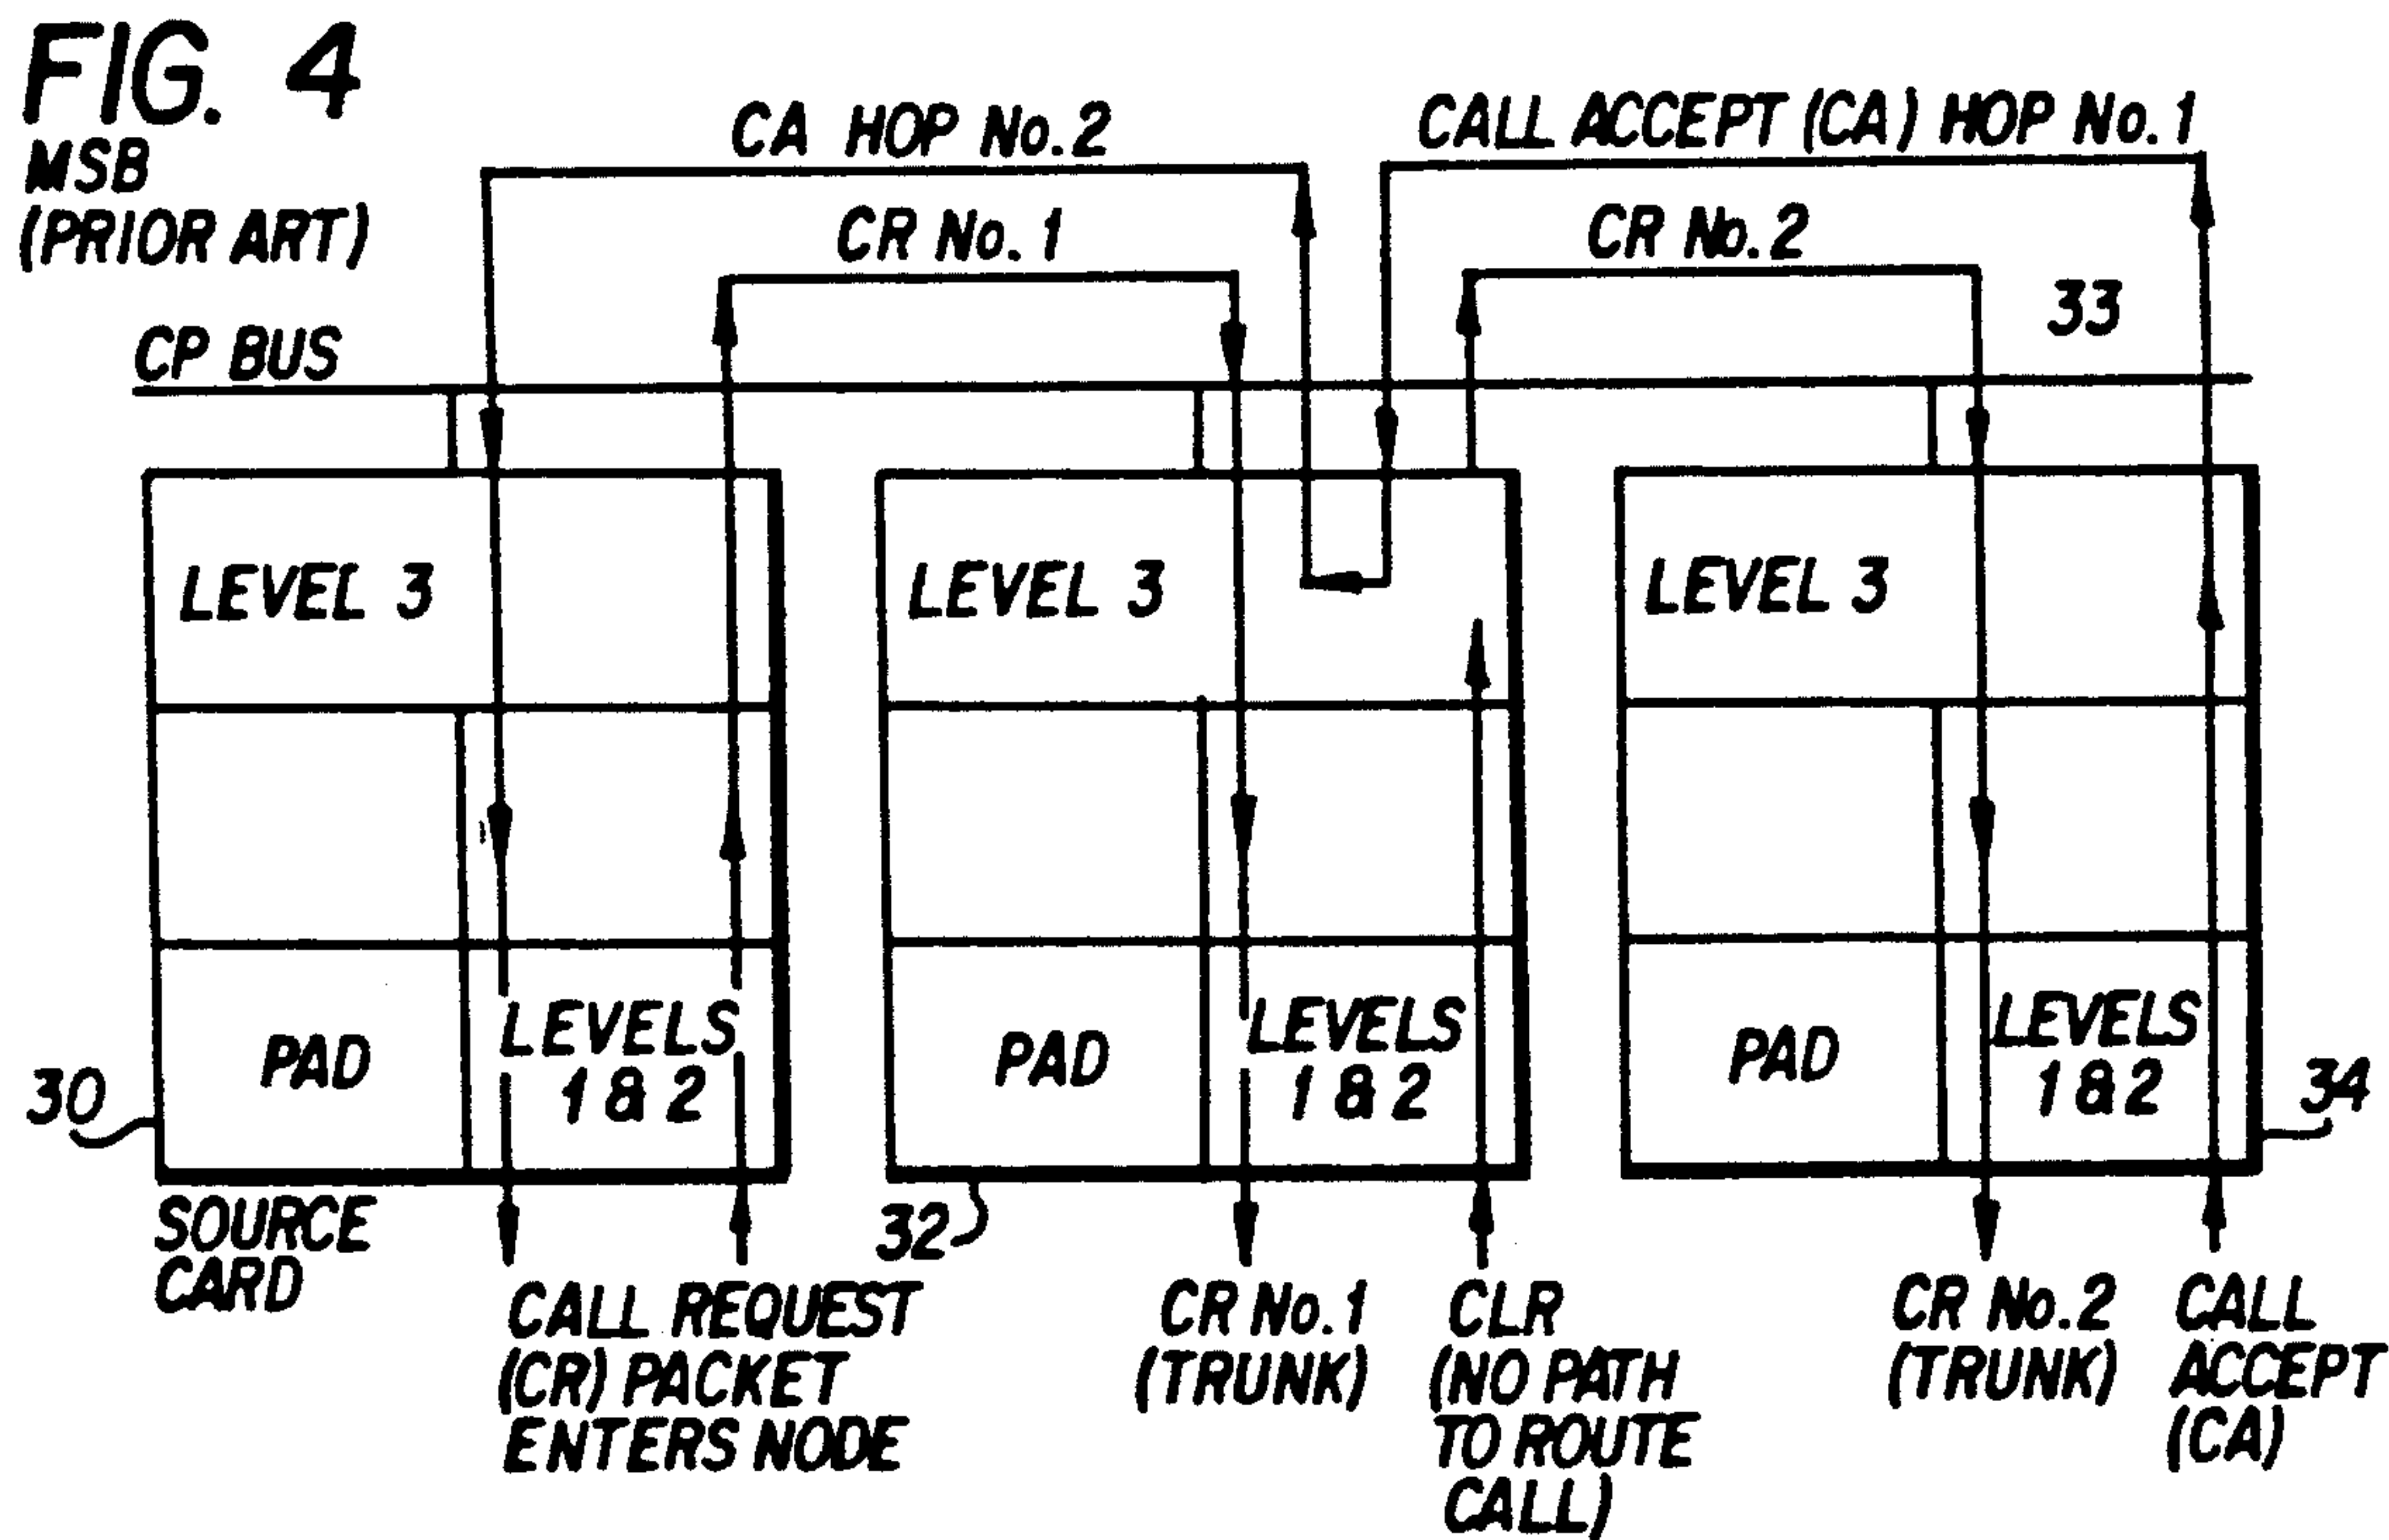 FIG. 4
MSB
(PRIOR ART)
CA HOP No. 2
CALL ACCEPT (CA) HOP No. 1
CR No. 1
CR No. 2
33
CP BUS
LEVEL 3
LEVEL 3
LEVEL 3
PAD
LEVELS
1 & 2
PAD
LEVELS
1 & 2
PAD
LEVELS
1 & 2
30
34
SOURCE
CARD
32
CALL REQUEST
(CR) PACKET
ENTERS NODE
CR No. 1
(TRUNK)
CLR
(NO PATH
TO ROUTE
CALL)
CR No. 2
(TRUNK)
CALL
ACCEPT
(CA)